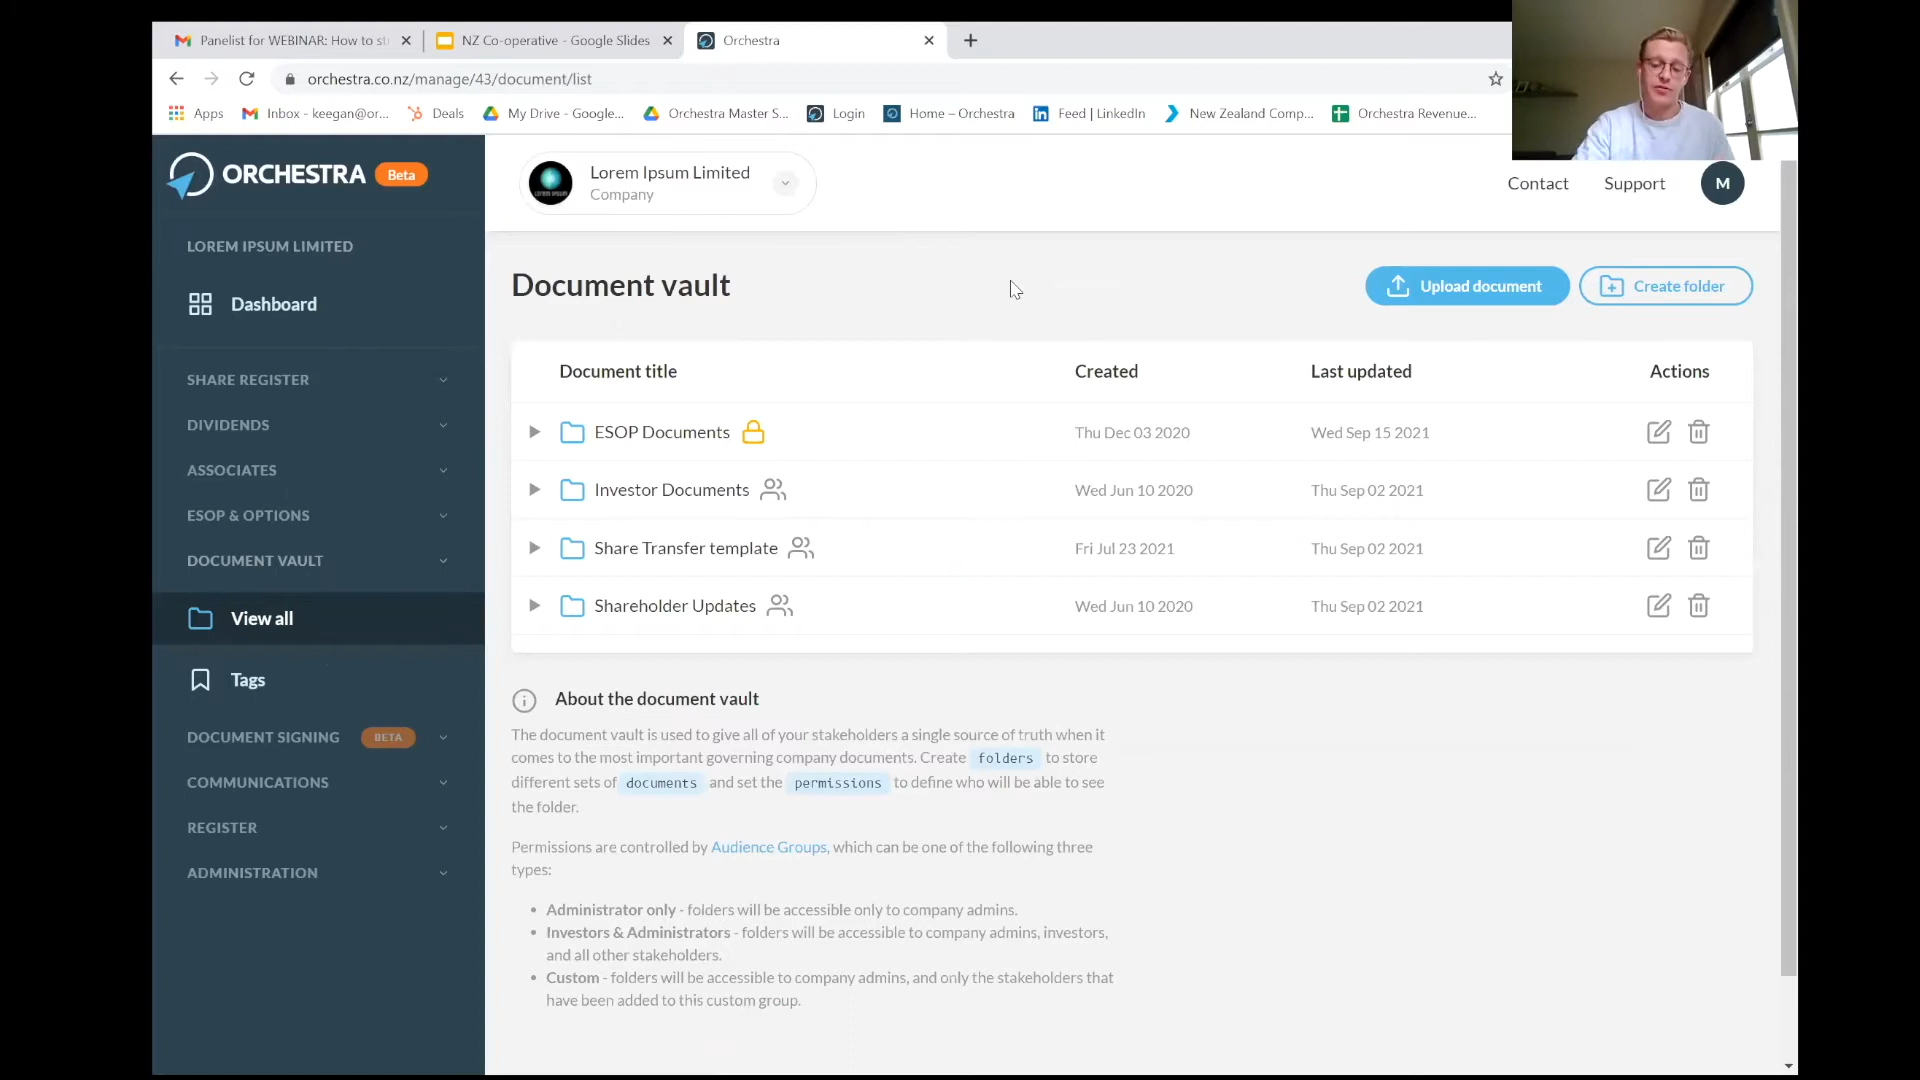 Panelist for WEBINAR: How to st
NZ Co-operative - Google Slides
Orchestra
orchestra.co.nz/manage/43/document/list
Apps
Inbox - keegan@or...
Deals
My Drive - Google...
Orchestra Master S...
Login
Home – Orchestra
Feed | LinkedIn
New Zealand Comp...
Orchestra Revenue...
ORCHESTRA Beta
Lorem Ipsum Limited
Company
Contact
Support
M
LOREM IPSUM LIMITED
Dashboard
SHARE REGISTER
DIVIDENDS
ASSOCIATES
ESOP & OPTIONS
DOCUMENT VAULT
View all
Tags
DOCUMENT SIGNING BETA
COMMUNICATIONS
REGISTER
ADMINISTRATION
Document vault
Upload document
Create folder
Document title Created Last updated Actions
ESOP Documents Thu Dec 03 2020 Wed Sep 15 2021
Investor Documents Wed Jun 10 2020 Thu Sep 02 2021
Share Transfer template Fri Jul 23 2021 Thu Sep 02 2021
Shareholder Updates Wed Jun 10 2020 Thu Sep 02 2021
About the document vault
The document vault is used to give all of your stakeholders a single source of truth when it
comes to the most important governing company documents. Create folders to store
different sets of documents and set the permissions to define who will be able to see
the folder.
Permissions are controlled by Audience Groups, which can be one of the following three
types:
• Administrator only - folders will be accessible only to company admins.
• Investors & Administrators - folders will be accessible to company admins, investors,
and all other stakeholders.
• Custom - folders will be accessible to company admins, and only the stakeholders that
have been added to this custom group.